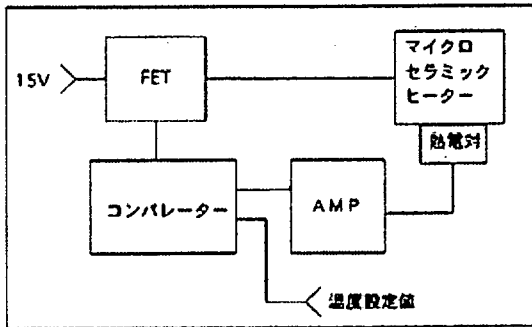 15V
FET
マイクロ
セラミック
ヒーター
熱電対
コンパレーター
AMP
温度設定値